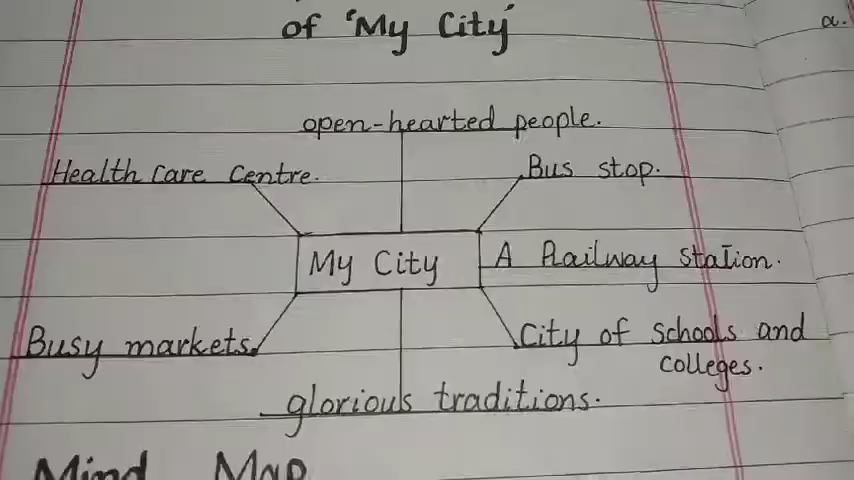 of 'My City'
a.
open-hearted people.
Health care Centre.
Bus stop.
My City
A Railway station.
Busy markets.
City of schools and
colleges.
glorious traditions.
Mind Map